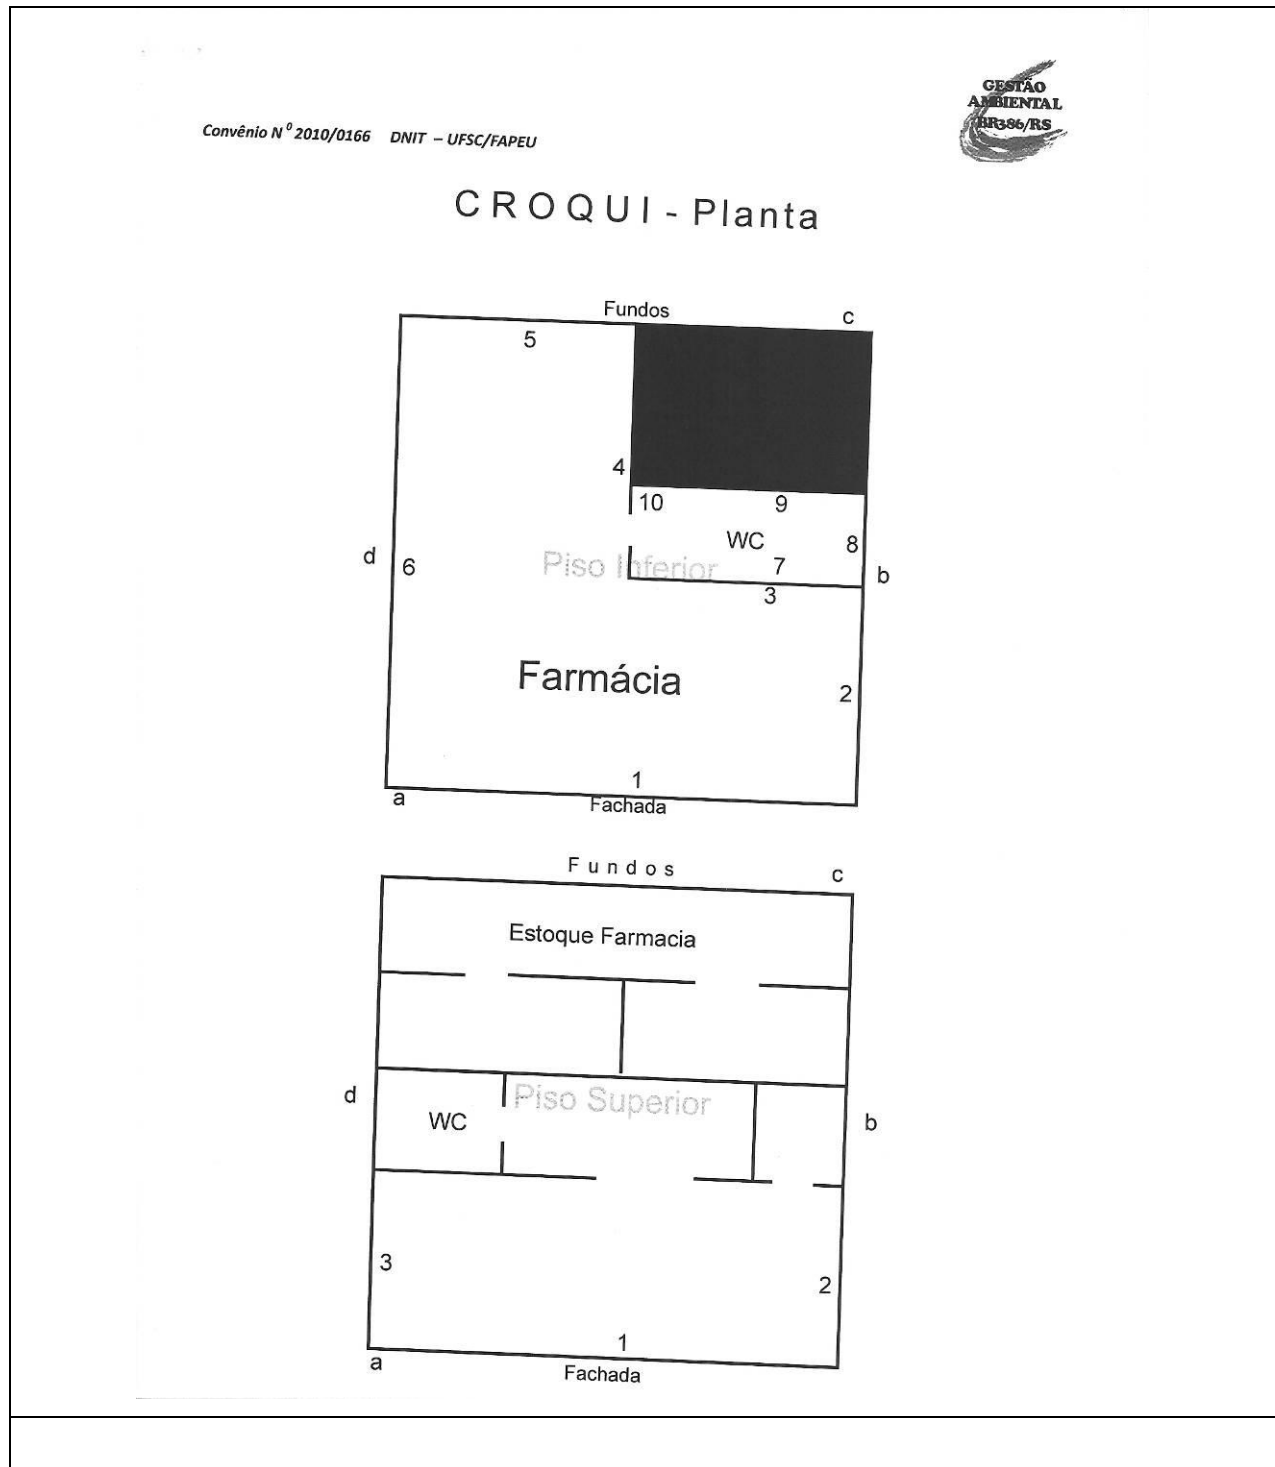 GESTÃO
AMBIENTAL
BR386/RS
Convênio N º 2010/0166 DNIT – UFSC/FAPEU
CROQUI - Planta
Fundos
c
5
4
10
9
WC
8
d
6
Piso Inferior
7
b
3
Farmácia
2
1
a
Fachada
Fundos
c
Estoque Farmacia
d
Piso Superior
WC
b
3
2
1
a
Fachada